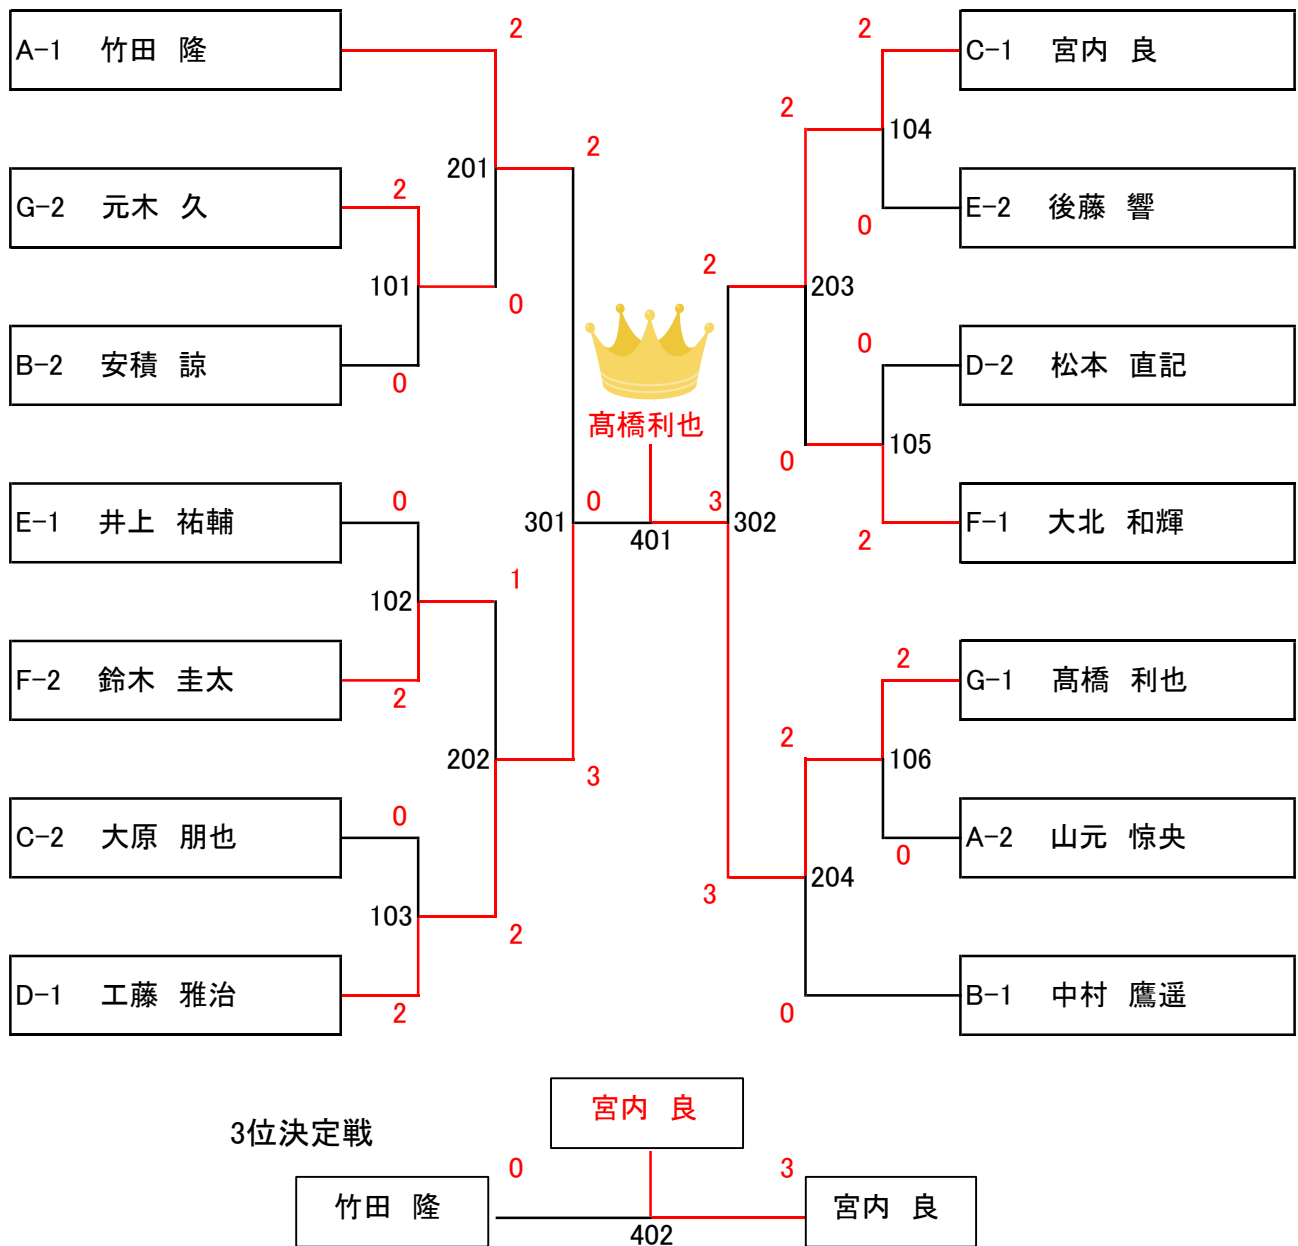 2
2
A-1 竹田 隆
C-1 宮内 良
2
104
2
201
2
G-2 元木 久
E-2 後藤 響
0
2
101
203
0
0
B-2 安積 諒
D-2 松本 直記
0
髙橋利也
105
0
E-1 井上 祐輔
0
301
0
3
302
F-1 大北 和輝
401
2
1
102
2
F-2 鈴木 圭太
G-1 髙橋 利也
2
2
202
106
3
0
C-2 大原 朋也
A-2 山元 惊央
0
204
3
103
2
D-1 工藤 雅治
B-1 中村 鷹遥
2
0
宮内 良
3位決定戦
0
3
竹田 隆
宮内 良
402